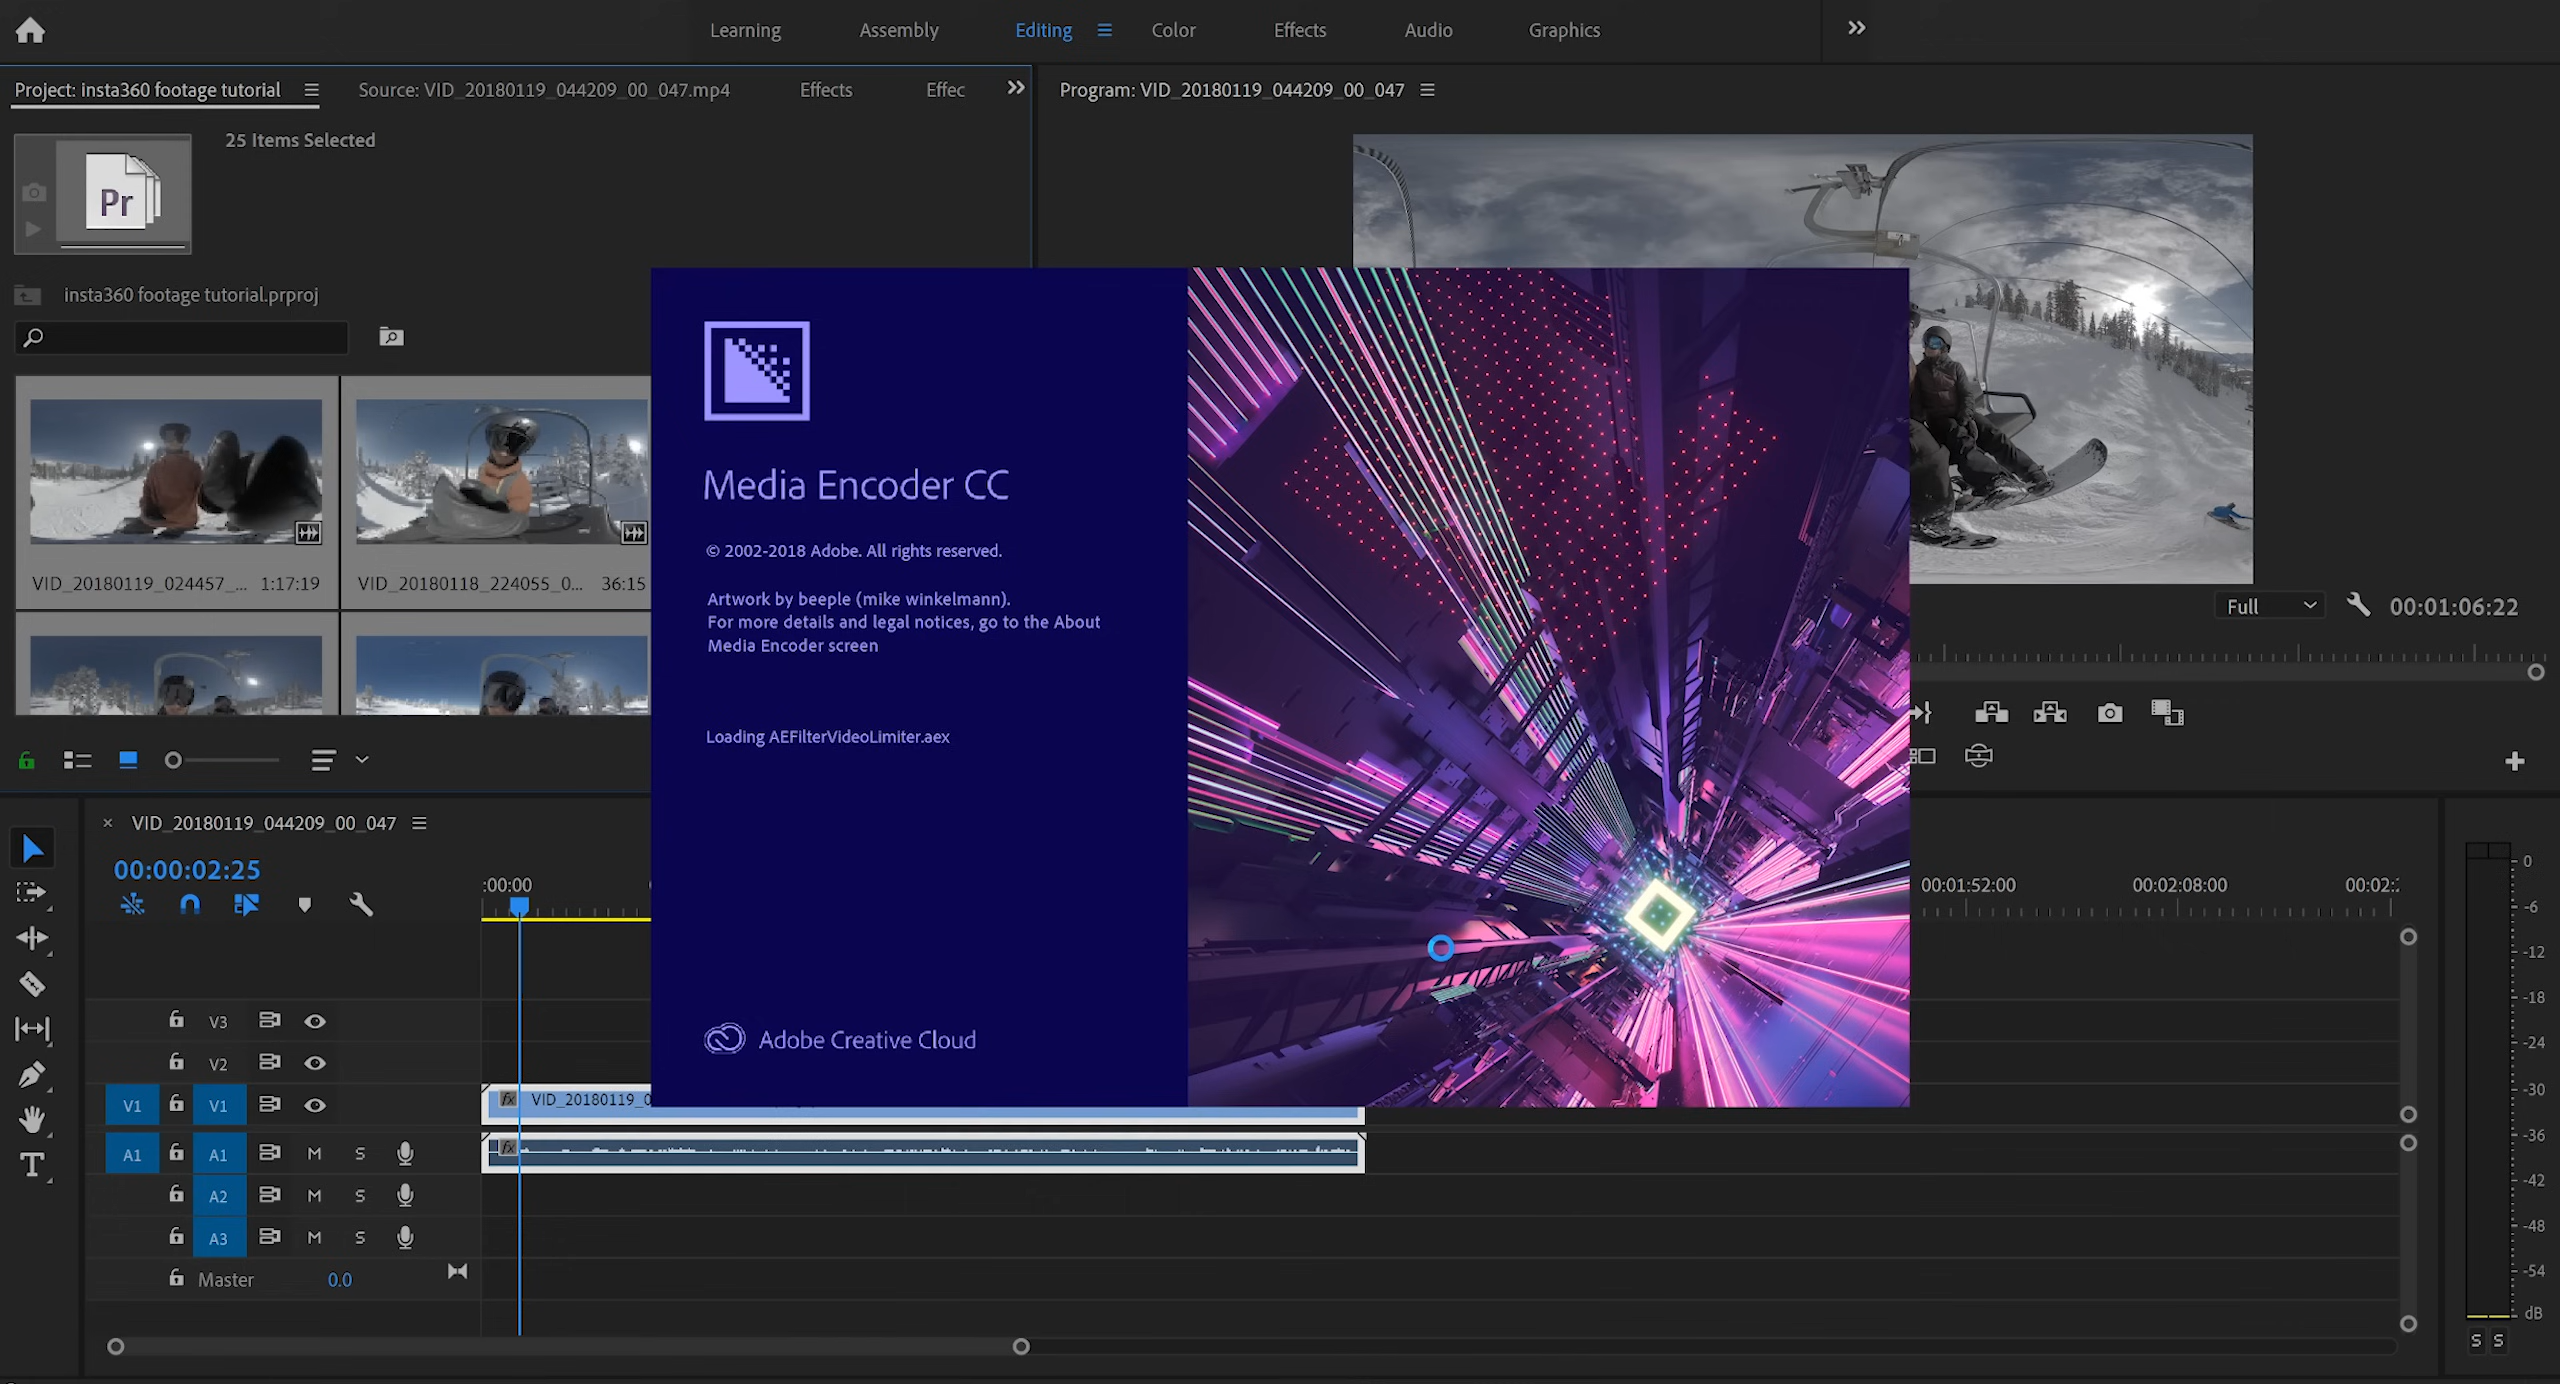 Learning Assembly Editing Color Effects Audio Graphics
Project: insta360 footage tutorial
Source: VID_20180119_044209_00_047.mp4
Effects
Effec
Program: VID_20180119_044209_00_047
25 Items Selected
Pr
insta360 footage tutorial.prproj
VID_20180119_024457_... 1:17:19
VID_20180118_224055_0... 36:15
Media Encoder CC
© 2002-2018 Adobe. All rights reserved.
Artwork by beeple (mike winkelmann).
For more details and legal notices, go to the About
Media Encoder screen
Loading AEFilterVideoLimiter.aex
Adobe Creative Cloud
Full
00:01:06:22
× VID_20180119_044209_00_047
00:00:02:25
:00:00
00:01:52:00
00:02:08:00
00:02:
V3
V2
V1 V1
fx VID_20180119_0
A1 A1 M S
fx
A2 M S
A3 M S
Master 0.0
0
-6
-12
-18
-24
-30
-36
-42
-48
-54
dB
S S